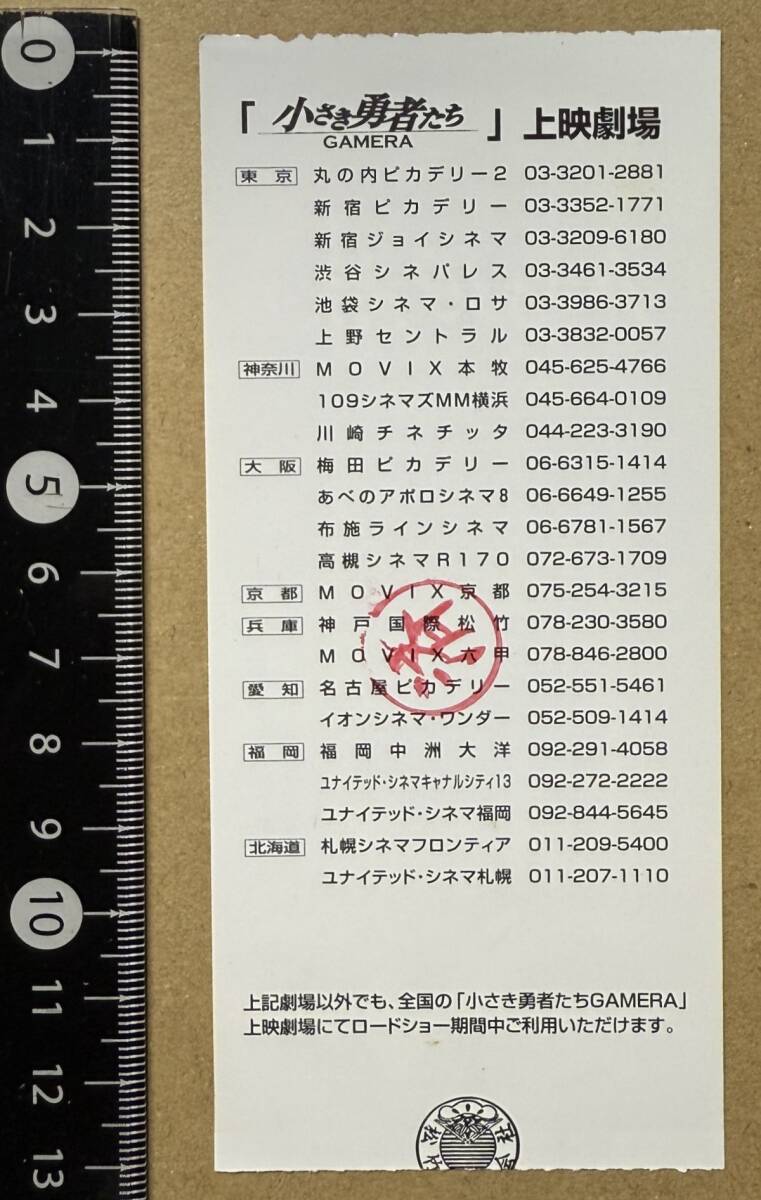 「小さき勇者たち」上映劇場
GAMERA
東京 丸の内ピカデリー2 03-3201-2881
新宿ピカデリー 03-3352-1771
新宿ジョイシネマ 03-3209-6180
渋谷シネパレス 03-3461-3534
池袋シネマ・ロサ 03-3986-3713
上野セントラル 03-3832-0057
神奈川 MOVIX本牧 045-625-4766
109シネマズMM横浜 045-664-0109
川崎チネチッタ 044-223-3190
大阪 梅田ピカデリー 06-6315-1414
あべのアポロシネマ8 06-6649-1255
布施ラインシネマ 06-6781-1567
高槻シネマR170 072-673-1709
京都 MOVIX京都 075-254-3215
兵庫 神戸国際松竹 078-230-3580
MOVIX六甲 078-846-2800
愛知 名古屋ピカデリー 052-551-5461
イオンシネマ・ワンダー 052-509-1414
福岡 福岡中洲大洋 092-291-4058
ユナイテッド・シネマキャナルシティ13 092-272-2222
ユナイテッド・シネマ福岡 092-844-5645
北海道 札幌シネマフロンティア 011-209-5400
ユナイテッド・シネマ札幌 011-207-1110
上記劇場以外でも、全国の「小さき勇者たちGAMERA」
上映劇場にてロードショー期間中ご利用いただけます。
0
1
2
3
4
5
6
7
8
9
10
11
12
13